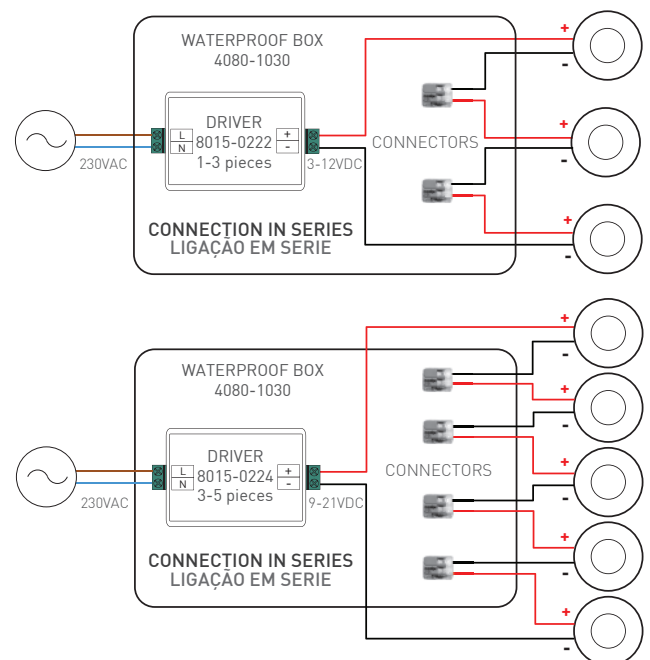 WATERPROOF BOX
4080-1030
+
-
L
N
DRIVER
8015-0222
1-3 pieces
+
-
230VAC
3-12VDC
CONNECTORS
+
-
CONNECTION IN SERIES
LIGAÇÃO EM SERIE
+
-
WATERPROOF BOX
4080-1030
+
-
+
-
L
N
DRIVER
8015-0224
3-5 pieces
+
-
230VAC
9-21VDC
CONNECTORS
+
-
+
-
CONNECTION IN SERIES
LIGAÇÃO EM SERIE
+
-